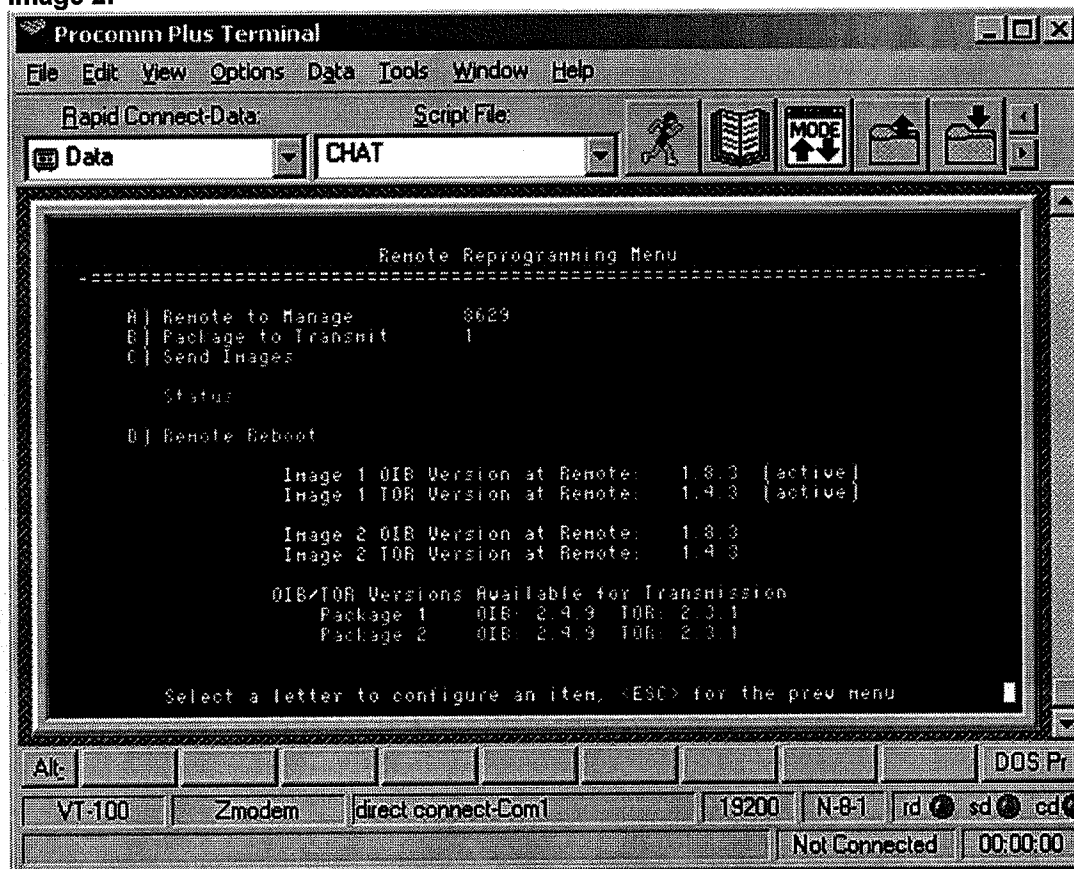 Image 2:
Procomm Plus Terminal
File Edit View Options Data Tools Window Help
Rapid Connect-Data: Script File:
Data CHAT MODE
Remote Reprogramming Menu
A) Remote to Manage 8629
B) Package to Transmit 1
C) Send Images
Status
D) Remote Reboot
Image 1 OIB Version at Remote: 1.8.3 (active)
Image 1 TOR Version at Remote: 1.4.3 (active)
Image 2 OIB Version at Remote: 1.8.3
Image 2 TOR Version at Remote: 1.4.3
OIB/TOR Versions Available for Transmission
Package 1 OIB: 2.4.9 TOR: 2.3.1
Package 2 OIB: 2.4.9 TOR: 2.3.1
Select a letter to configure an item, <ESC> for the prev menu
Alt- DOS Pr
VT-100 Zmodem direct connect-Com1 19200 N-8-1 rd sd cd
Not Connected 00:00:00